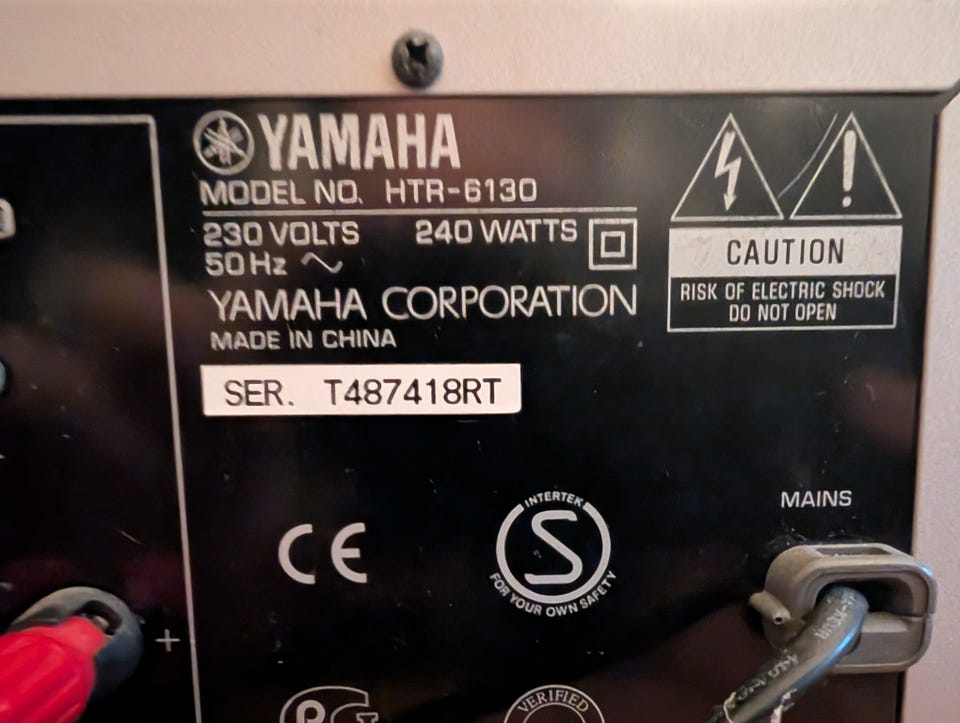 YAMAHA
MODEL NO. HTR-6130
230 VOLTS 240 WATTS
50 Hz
YAMAHA CORPORATION
MADE IN CHINA
SER. T487418RT
CAUTION
RISK OF ELECTRIC SHOCK
DO NOT OPEN
MAINS
CE
INTERTEK
S
FOR YOUR OWN SAFETY
+
VERIFIED